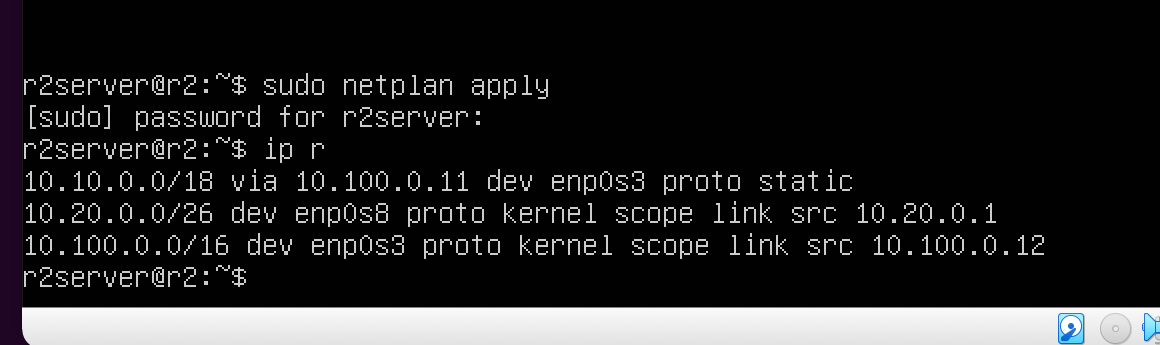 r2server@r2:~$ sudo netplan apply
[sudo] password for r2server:
r2server@r2:~$ ip r
10.10.0.0/18 via 10.100.0.11 dev enp0s3 proto static
10.20.0.0/26 dev enp0s8 proto kernel scope link src 10.20.0.1
10.100.0.0/16 dev enp0s3 proto kernel scope link src 10.100.0.12
r2server@r2:~$